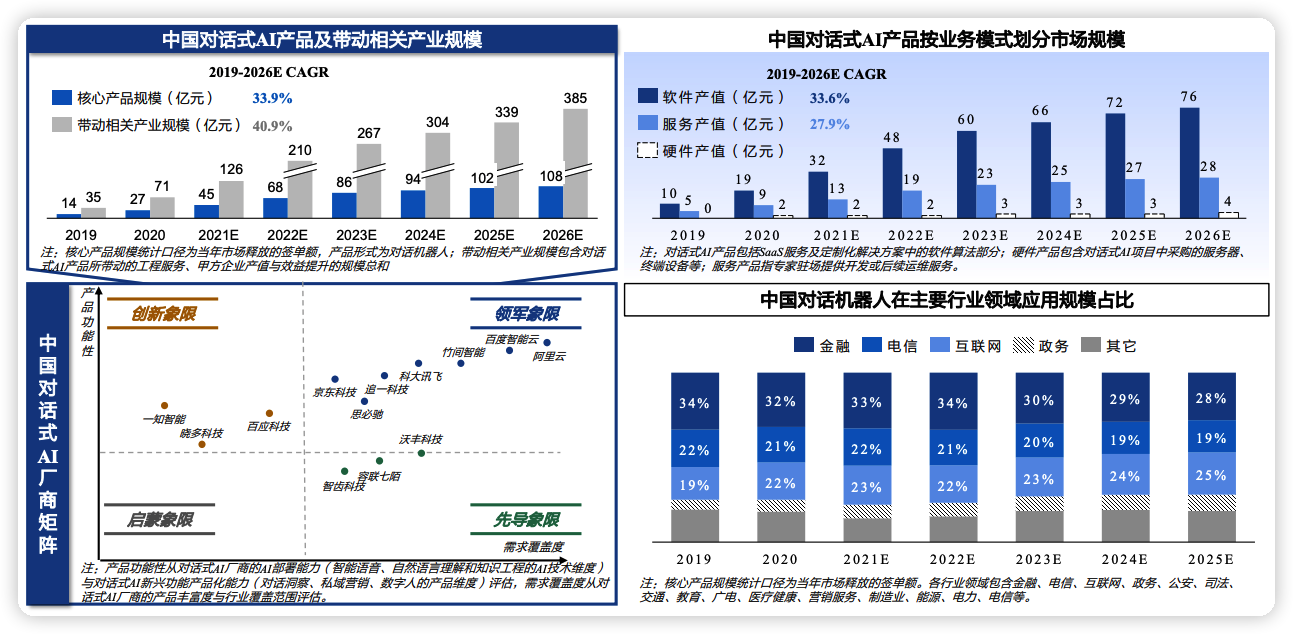 中国对话式AI产品及带动相关产业规模
2019-2026E CAGR
核心产品规模（亿元） 33.9%
带动相关产业规模（亿元） 40.9%
14 35 27 71 45 126 68 210 86 267 94 304 102 339 108 385
2019 2020 2021E 2022E 2023E 2024E 2025E 2026E
注：核心产品规模统计口径为当年市场释放的签单额，产品形式为对话机器人；带动相关产业规模包含对话
式AI产品所带动的工程服务、甲方企业产值与效益提升的规模总和
中国对话式AI产品按业务模式划分市场规模
2019-2026E CAGR
软件产值（亿元） 33.6%
服务产值（亿元） 27.9%
硬件产值（亿元）
10 5 0 19 9 2 32 13 2 48 19 2 60 23 3 66 25 3 72 27 3 76 28 4
2019 2020 2021E 2022E 2023E 2024E 2025E 2026E
注：对话式AI产品包括SaaS服务及定制化解决方案中的软件算法部分；硬件产品包含对话式AI项目中采购的服务器、
终端设备等；服务产品指专家驻场提供开发或后续运维服务。
中国对话式AI厂商矩阵
产品功能性
创新象限
领军象限
百度智能云
阿里云
竹间智能
科大讯飞
京东科技
追一科技
思必驰
一知智能
百应科技
晓多科技
沃丰科技
容联七陌
智齿科技
启蒙象限
先导象限
需求覆盖度
注：产品功能性从对话式AI厂商的AI部署能力（智能语音、自然语言理解和知识工程的AI技术维度）
与对话式AI新兴功能产品化能力（对话洞察、私域营销、数字人的产品维度）评估，需求覆盖度从对
话式AI厂商的产品丰富度与行业覆盖范围评估。
中国对话机器人在主要行业领域应用规模占比
金融 电信 互联网 政务 其它
34% 32% 33% 34% 30% 29% 28%
22% 21% 22% 21% 20% 19% 19%
19% 22% 23% 22% 23% 24% 25%
2019 2020 2021E 2022E 2023E 2024E 2025E
注：核心产品规模统计口径为当年市场释放的签单额。各行业领域包含金融、电信、互联网、政务、公安、司法、
交通、教育、广电、医疗健康、营销服务、制造业、能源、电力、电信等。